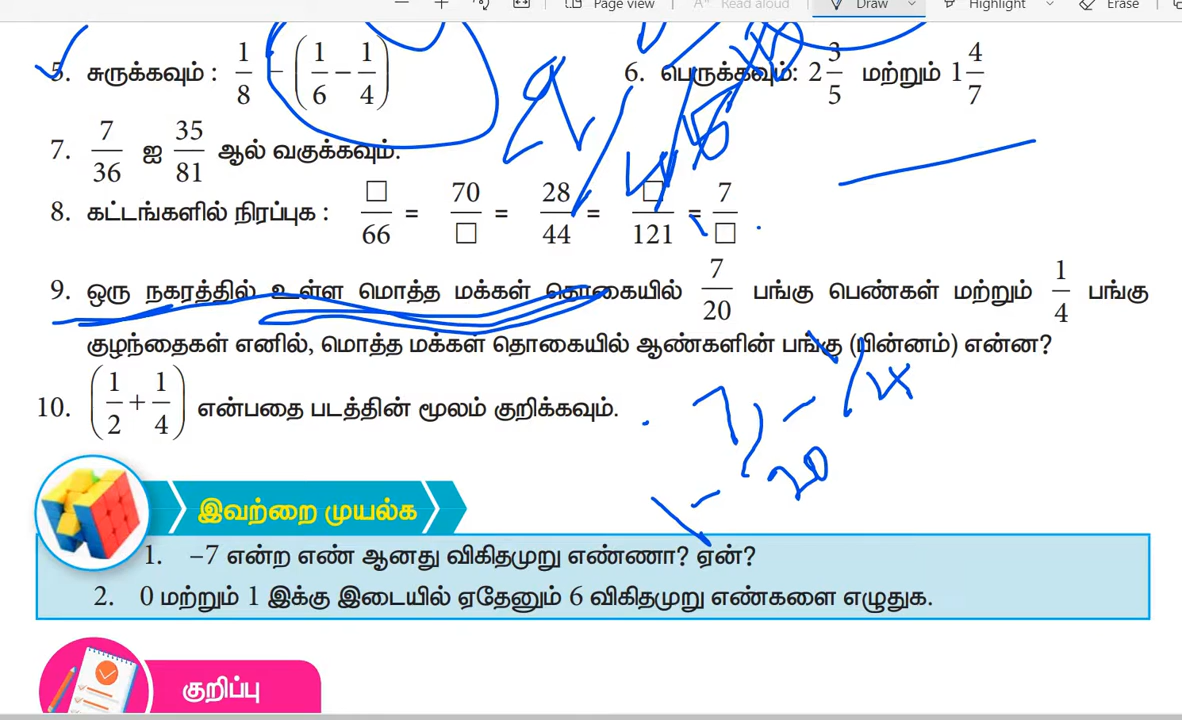 Page view Read aloud Draw Highlight Erase
5. சுருக்கவும் : 1/8 − (1/6 − 1/4) 6. பெருக்கவும்: 2 3/5 மற்றும் 1 4/7
7. 7/36 ஐ 35/81 ஆல் வகுக்கவும்.
8. கட்டங்களில் நிரப்புக : □/66 = 70/□ = 28/44 = □/121 = 7/□
9. ஒரு நகரத்தில் உள்ள மொத்த மக்கள் தொகையில் 7/20 பங்கு பெண்கள் மற்றும் 1/4 பங்கு
குழந்தைகள் எனில், மொத்த மக்கள் தொகையில் ஆண்களின் பங்கு (பின்னம்) என்ன?
10. (1/2 + 1/4) என்பதை படத்தின் மூலம் குறிக்கவும்.
இவற்றை முயல்க
1. −7 என்ற எண் ஆனது விகிதமுறு எண்ணா? ஏன்?
2. 0 மற்றும் 1 இக்கு இடையில் ஏதேனும் 6 விகிதமுறு எண்களை எழுதுக.
குறிப்பு